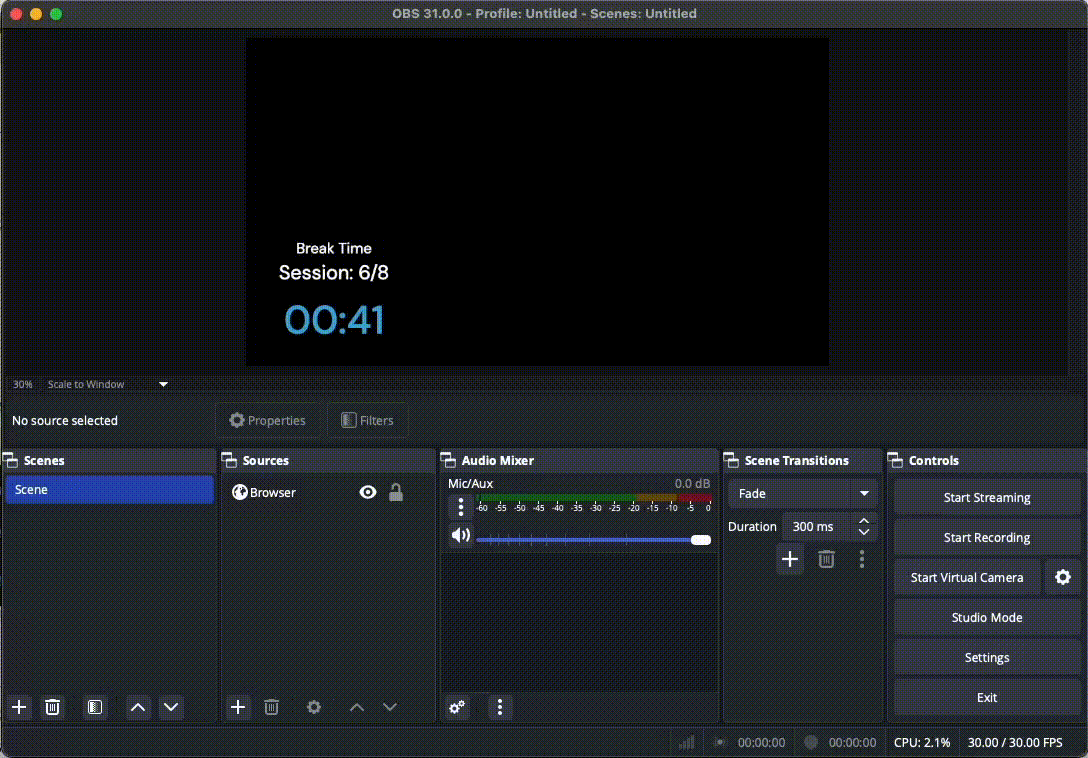 OBS 31.0.0 - Profile: Untitled - Scenes: Untitled
Break Time
Session: 6/8
00:41
30% Scale to Window
No source selected
Properties
Filters
Scenes
Scene
Sources
Browser
Audio Mixer
Mic/Aux 0.0 dB
-60 -55 -50 -45 -40 -35 -30 -25 -20 -15 -10 -5 0
Scene Transitions
Fade
Duration 300 ms
Controls
Start Streaming
Start Recording
Start Virtual Camera
Studio Mode
Settings
Exit
00:00:00 00:00:00 CPU: 2.1% 30.00 / 30.00 FPS